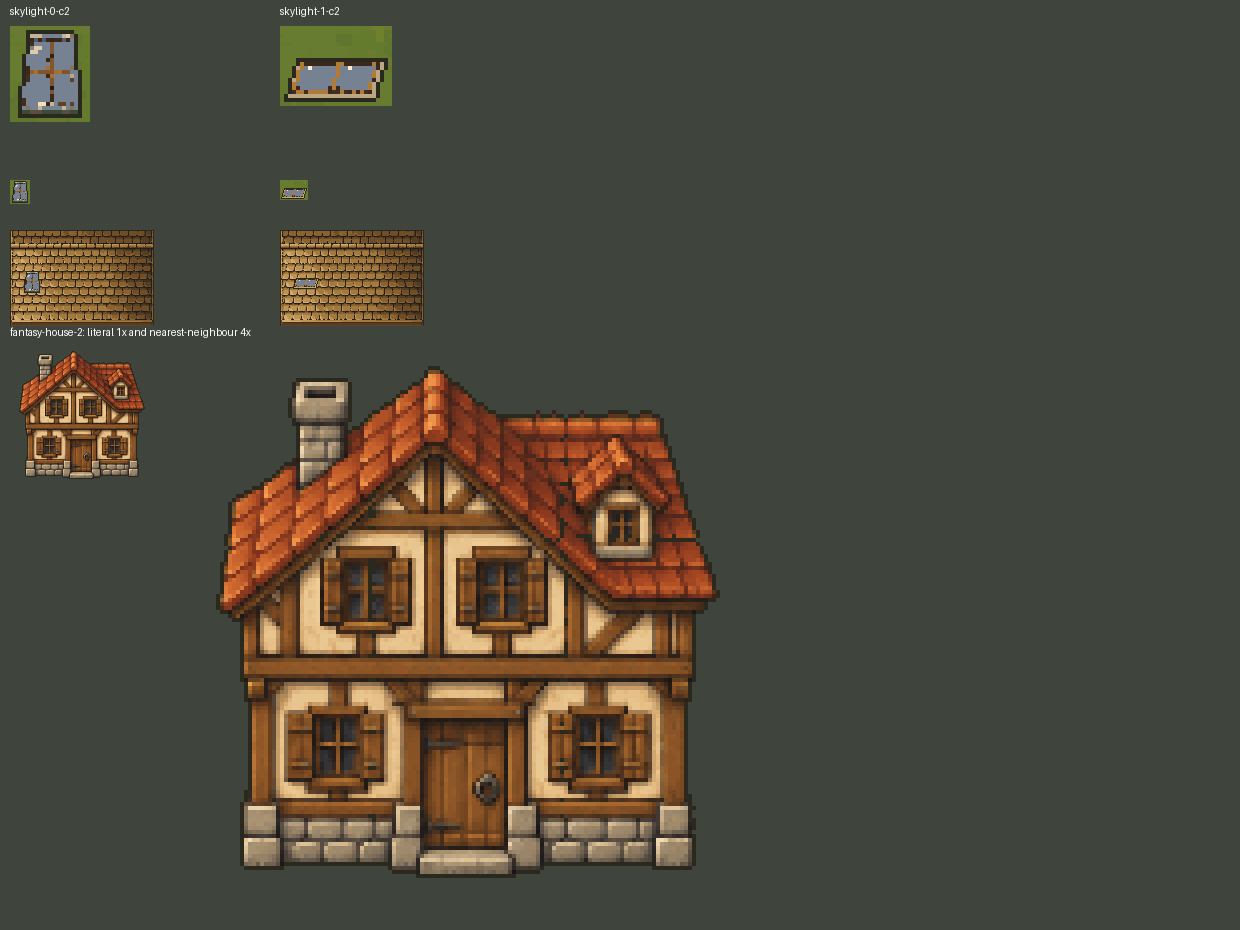 skylight-0-c2
skylight-1-c2
fantasy-house-2: literal 1x and nearest-neighbour 4x